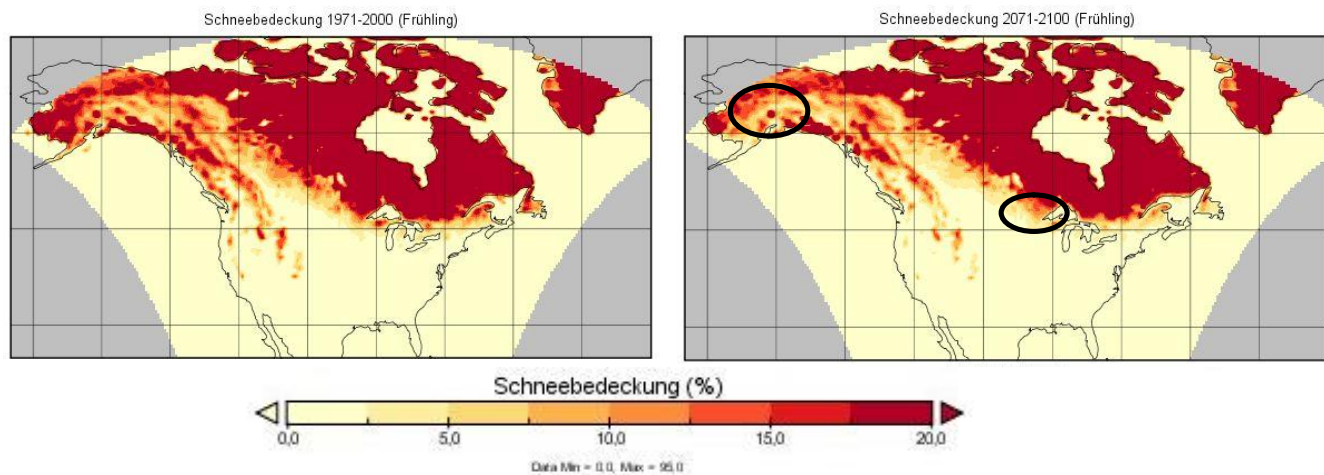 Schneebedeckung 1971-2000 (Frühling)
Schneebedeckung 2071-2100 (Frühling)
Schneebedeckung (%)
0,0 5,0 10,0 15,0 20,0
Data Min = 0,0, Max = 95,0